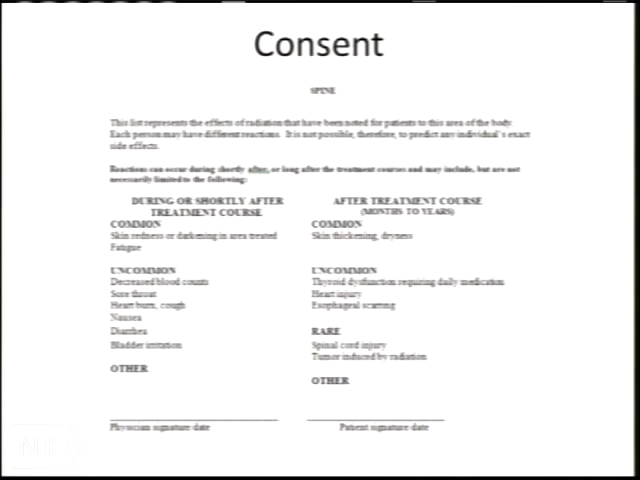 Consent
SPINE
This list represents the effects of radiation that have been noted for patients to this area of the body.
Each person may have different reactions. It is not possible, therefore, to predict any individual's exact
side effects.
Reactions can occur during shortly after, or long after the treatment courses and may include, but are not
necessarily limited to the following:
DURING OR SHORTLY AFTER
TREATMENT COURSE
COMMON
Skin redness or darkening in area treated
Fatigue
UNCOMMON
Decreased blood counts
Sore throat
Heart burn, cough
Nausea
Diarrhea
Bladder irritation
OTHER
AFTER TREATMENT COURSE
(MONTHS TO YEARS)
COMMON
Skin thickening, dryness
UNCOMMON
Thyroid dysfunction requiring daily medication
Heart injury
Esophageal scarring
RARE
Spinal cord injury
Tumor induced by radiation
OTHER
Physician signature date
Patient signature date